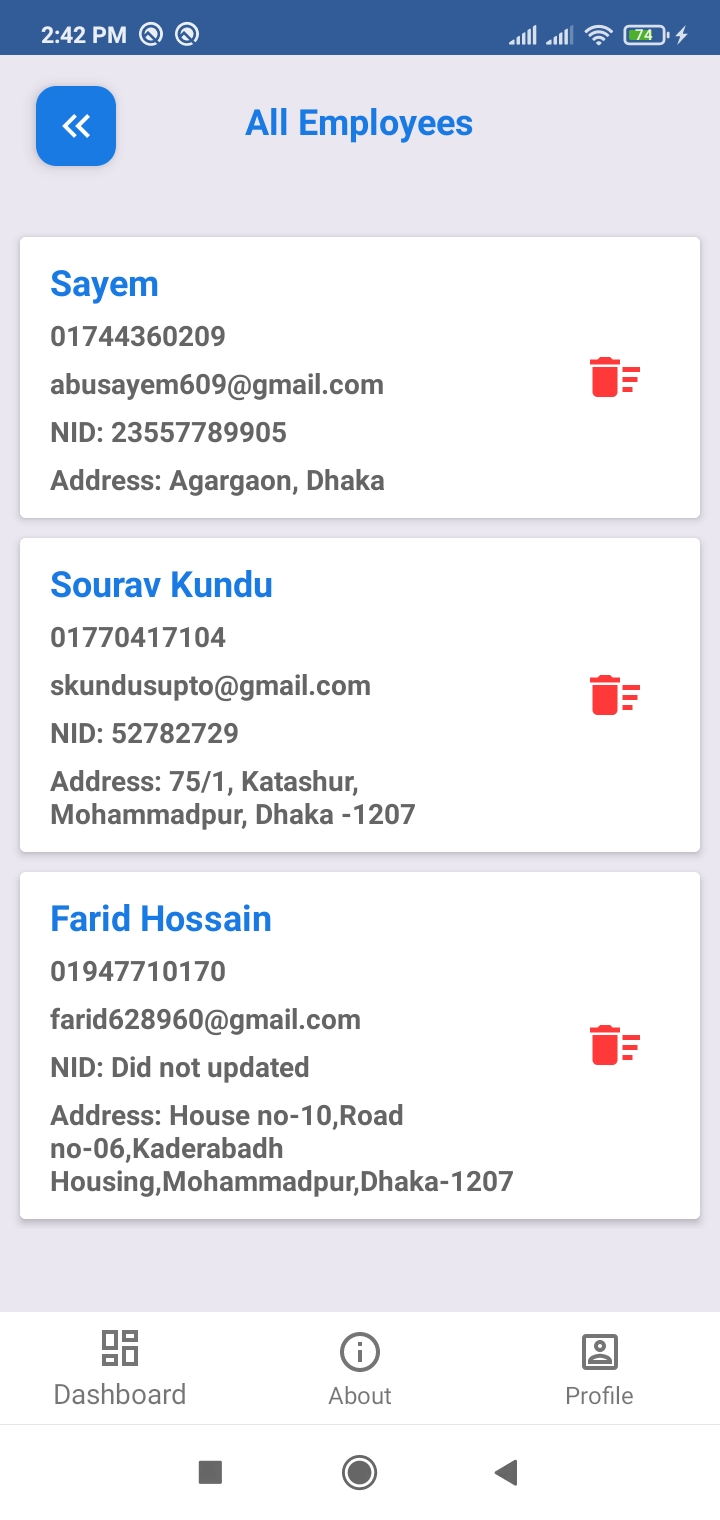 2:42 PM
74
All Employees
Sayem
01744360209
abusayem609@gmail.com
NID: 23557789905
Address: Agargaon, Dhaka
Sourav Kundu
01770417104
skundusupto@gmail.com
NID: 52782729
Address: 75/1, Katashur,
Mohammadpur, Dhaka -1207
Farid Hossain
01947710170
farid628960@gmail.com
NID: Did not updated
Address: House no-10,Road
no-06,Kaderabadh
Housing,Mohammadpur,Dhaka-1207
Dashboard
About
Profile